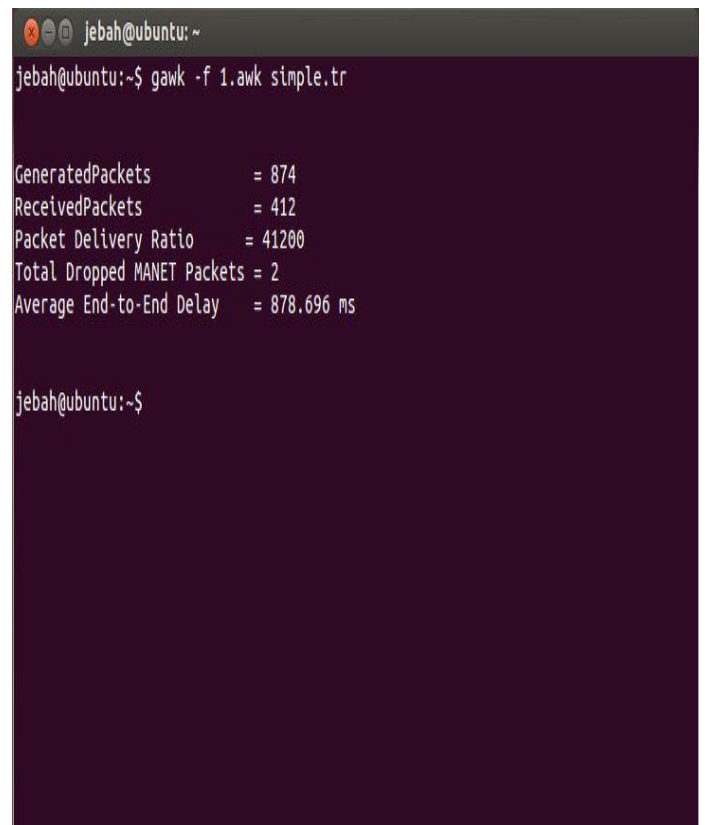 jebah@ubuntu: ~
jebah@ubuntu:~$ gawk -f 1.awk simple.tr
GeneratedPackets = 874
ReceivedPackets = 412
Packet Delivery Ratio = 41200
Total Dropped MANET Packets = 2
Average End-to-End Delay = 878.696 ms
jebah@ubuntu:~$